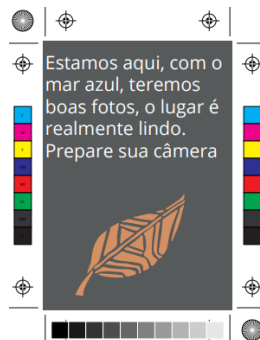 Estamos aqui, com o
mar azul, teremos
boas fotos, o lugar é
realmente lindo.
Prepare sua câmera